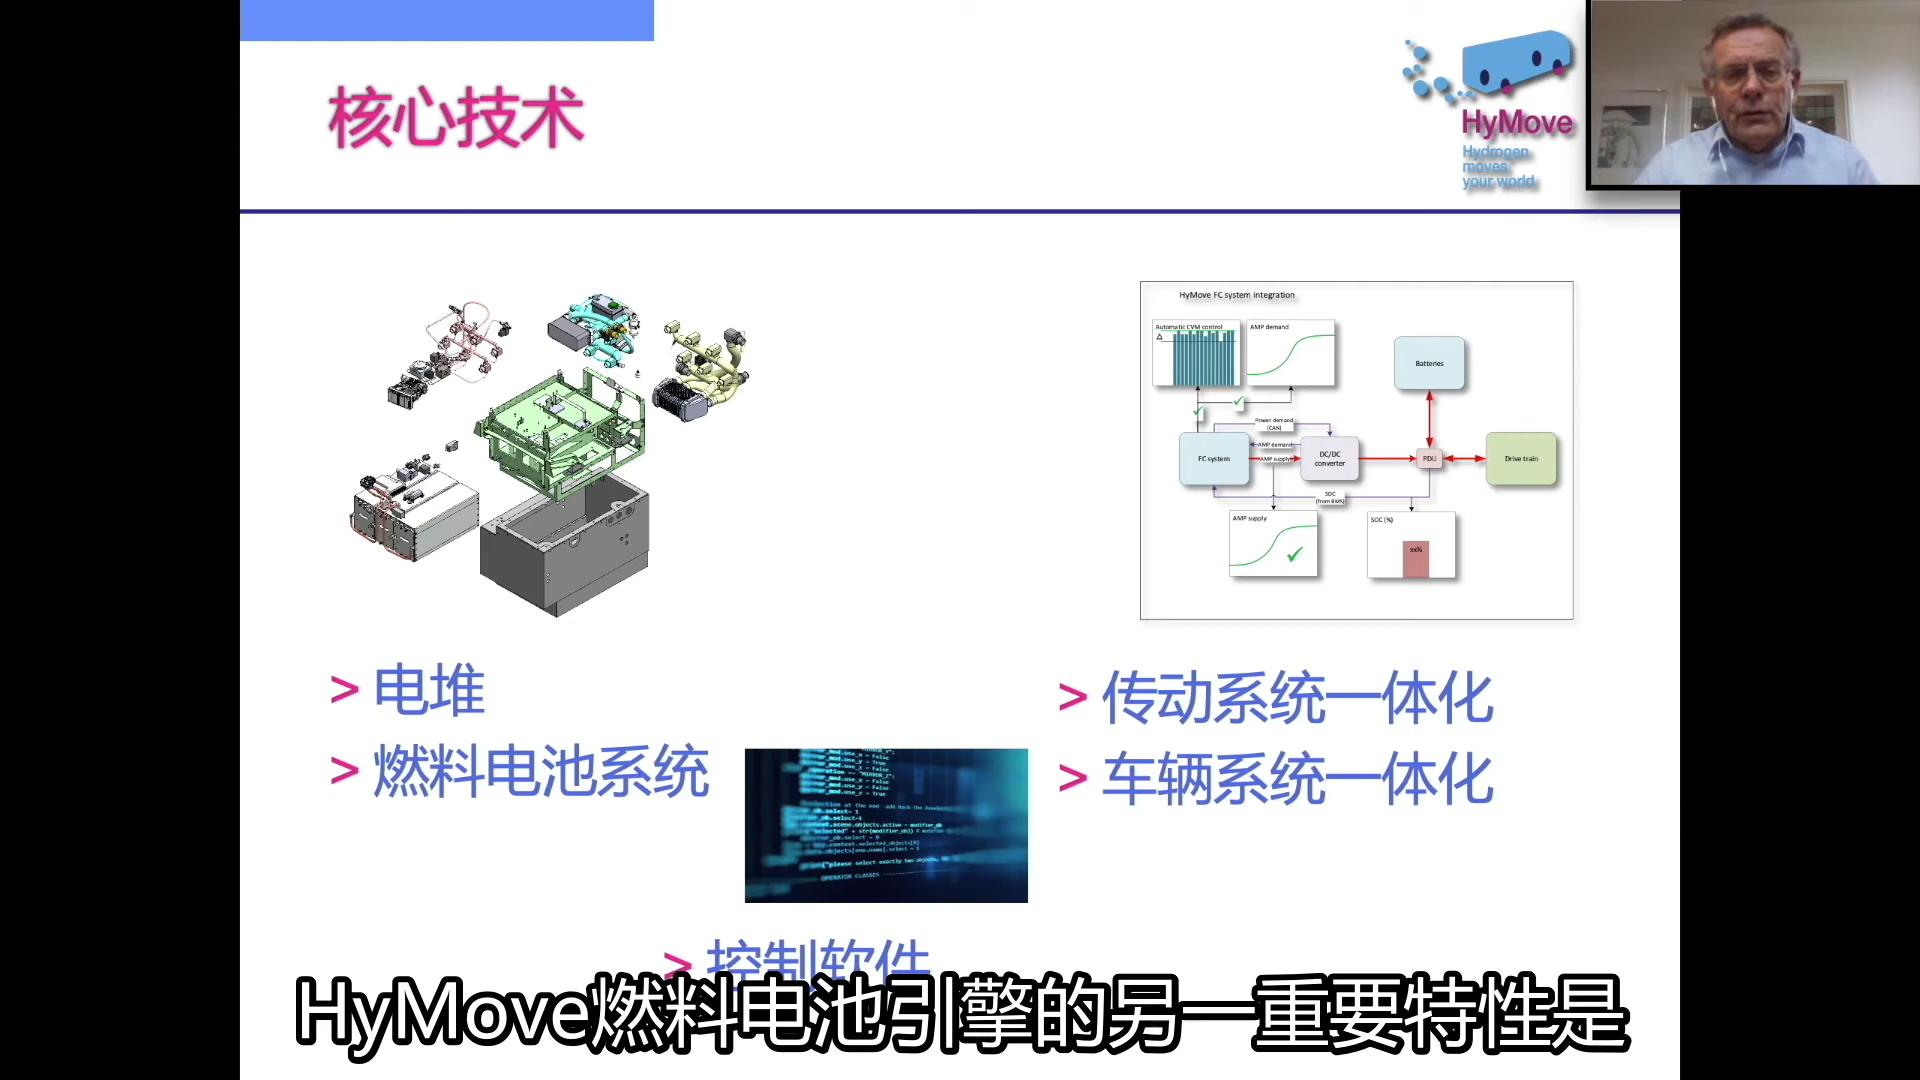 核心技术
HyMove
Hydrogen
moves
your world
HyMove FC system integration
Automatic CVM control
AMP demand
Batteries
Power demand
(CAN)
FC system
AMP demand
AMP supply
DC/DC
converter
PDU
Drive train
SOC
(from BMS)
AMP supply
SOC (%)
xx%
> 电堆
> 传动系统一体化
> 燃料电池系统
> 车辆系统一体化
> 控制软件
HyMove燃料电池引擎的另一重要特性是